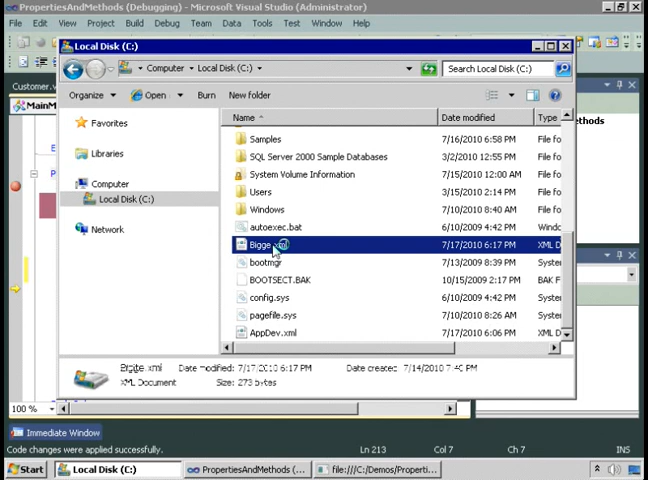 PropertiesAndMethods (Debugging) - Microsoft Visual Studio (Administrator)
File Edit View Project Build Debug Team Data Tools Test Window Help
Local Disk (C:)
Computer Local Disk (C:) Search Local Disk (C:)
Organize Open Burn New folder
Name Date modified Type
Favorites
Libraries
Computer
Local Disk (C:)
Network
Samples 7/16/2010 6:58 PM File fo
SQL Server 2000 Sample Databases 3/2/2010 12:55 PM File fo
System Volume Information 7/15/2010 12:00 AM File fo
Users 3/15/2010 2:14 PM File fo
Windows 7/10/2010 8:40 AM File fo
autoexec.bat 6/10/2009 4:42 PM Windo
7/17/2010 6:17 PM XML D
bootmgr 7/13/2009 8:39 PM System
BOOTSECT.BAK 10/15/2009 2:17 PM BAK F
config.sys 6/10/2009 4:42 PM System
pagefile.sys 7/10/2010 8:26 AM System
AppDev.xml 7/17/2010 6:06 PM XML D
Date modified: 7/17/2010 6:17 PM Date created: 7/14/2010
XML Document Size: 273 bytes
Customer.v
MainM
P
thods
100 %
Immediate Window
Code changes were applied successfully. Ln 213 Col 7 Ch 7 INS
Start Local Disk (C:) PropertiesAndMethods (... file:///C:/Demos/Properti...